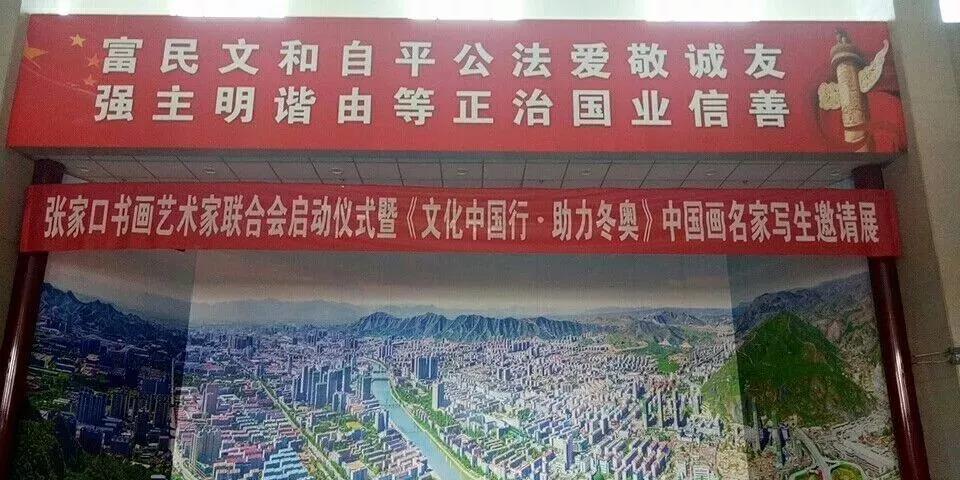 富民文和自平公法爱敬诚友
强主明谐由等正治国业信善
张家口书画艺术家联合会启动仪式暨《文化中国行·助力冬奥》中国画名家写生邀请展